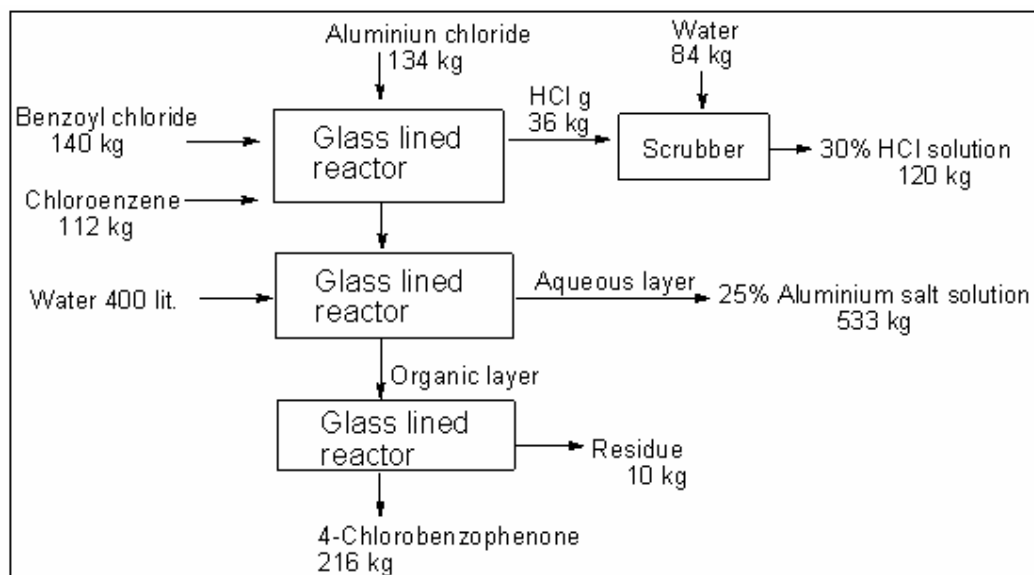 Aluminiun chloride
134 kg
Water
84 kg
Benzoyl chloride
140 kg
Glass lined
reactor
HCl g
36 kg
Scrubber
30% HCl solution
120 kg
Chloroenzene
112 kg
Water 400 lit.
Glass lined
reactor
Aqueous layer
25% Aluminium salt solution
533 kg
Organic layer
Glass lined
reactor
Residue
10 kg
4-Chlorobenzophenone
216 kg